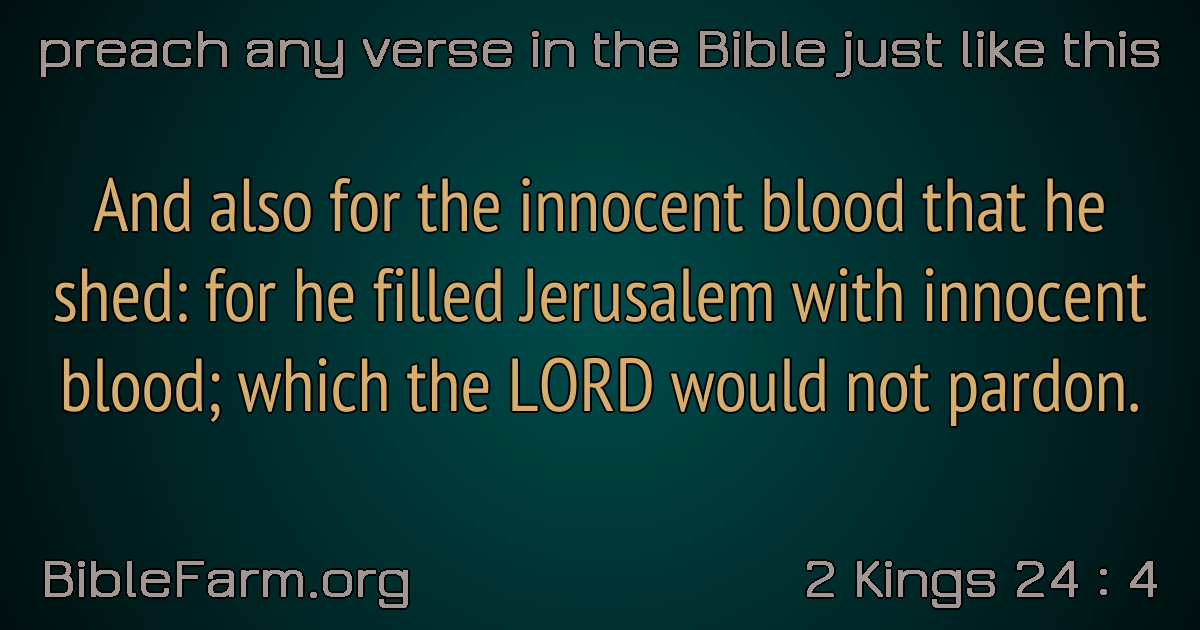 preach any verse in the Bible just like this
And also for the innocent blood that he
shed: for he filled Jerusalem with innocent
blood; which the LORD would not pardon.
BibleFarm.org
2 Kings 24 : 4